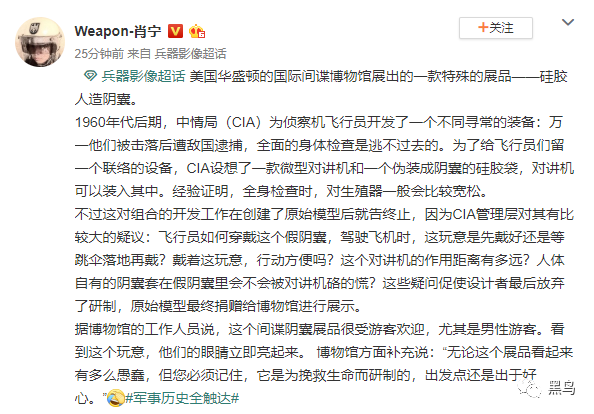 Weapon-肖宁
+关注
25分钟前 来自 兵器影像超话
兵器影像超话 美国华盛顿的国际间谍博物馆展出的一款特殊的展品——硅胶
人造阴囊。
1960年代后期，中情局（CIA）为侦察机飞行员开发了一个不同寻常的装备：万
一他们被击落后遭敌国逮捕，全面的身体检查是逃不过去的。为了给飞行员们留
一个联络的设备，CIA设想了一款微型对讲机和一个伪装成阴囊的硅胶袋，对讲机
可以装入其中。经验证明，全身检查时，对生殖器一般会比较宽松。
不过这对组合的开发工作在创建了原始模型后就告终止，因为CIA管理层对其有比
较大的疑议：飞行员如何穿戴这个假阴囊，驾驶飞机时，这玩意是先戴好还是等
跳伞落地再戴？戴着这玩意，行动方便吗？这个对讲机的作用距离有多远？人体
自有的阴囊套在假阴囊里会不会被对讲机硌的慌？这些疑问促使设计者最后放弃
了研制，原始模型最终捐赠给博物馆进行展示。
据博物馆的工作人员说，这个间谍阴囊展品很受游客欢迎，尤其是男性游客。看
到这个玩意，他们的眼睛立即亮起来。 博物馆方面补充说：“无论这个展品看起来
有多么愚蠢，但您必须记住，它是为挽救生命而研制的，出发点还是出于好
心。”#军事历史全触达#
黑鸟